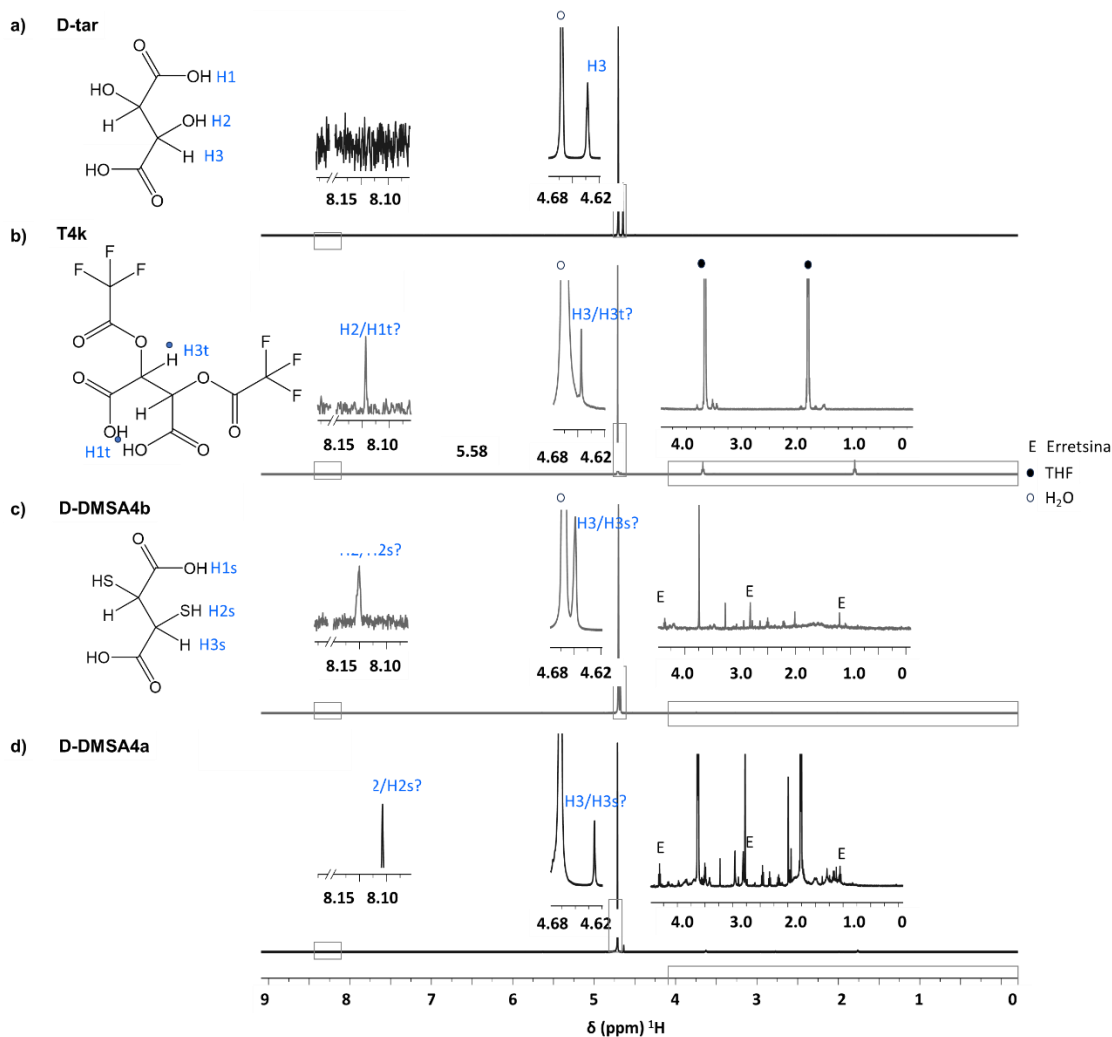 a) D-tar
O
OH H1
HO
H
OH H2
H H3
HO
O
H3
8.15 8.10
4.68 4.62
b) T4k
F
F F
O
O
H H3t
O
H
O
F
F
F
O
OH
H1t
HO
O
H2/H1t?
8.15 8.10
5.58
H3/H3t?
4.68 4.62
4.0 3.0 2.0 1.0 0
E Erretsina
THF
H2O
c) D-DMSA4b
O
OH H1s
HS
H
SH H2s
H H3s
HO
O
H2/H2s?
8.15 8.10
H3/H3s?
4.68 4.62
E E E
4.0 3.0 2.0 1.0 0
d) D-DMSA4a
2/H2s?
8.15 8.10
H3/H3s?
4.68 4.62
E E E
4.0 3.0 2.0 1.0 0
9 8 7 6 5 4 3 2 1 0
δ (ppm) ¹H